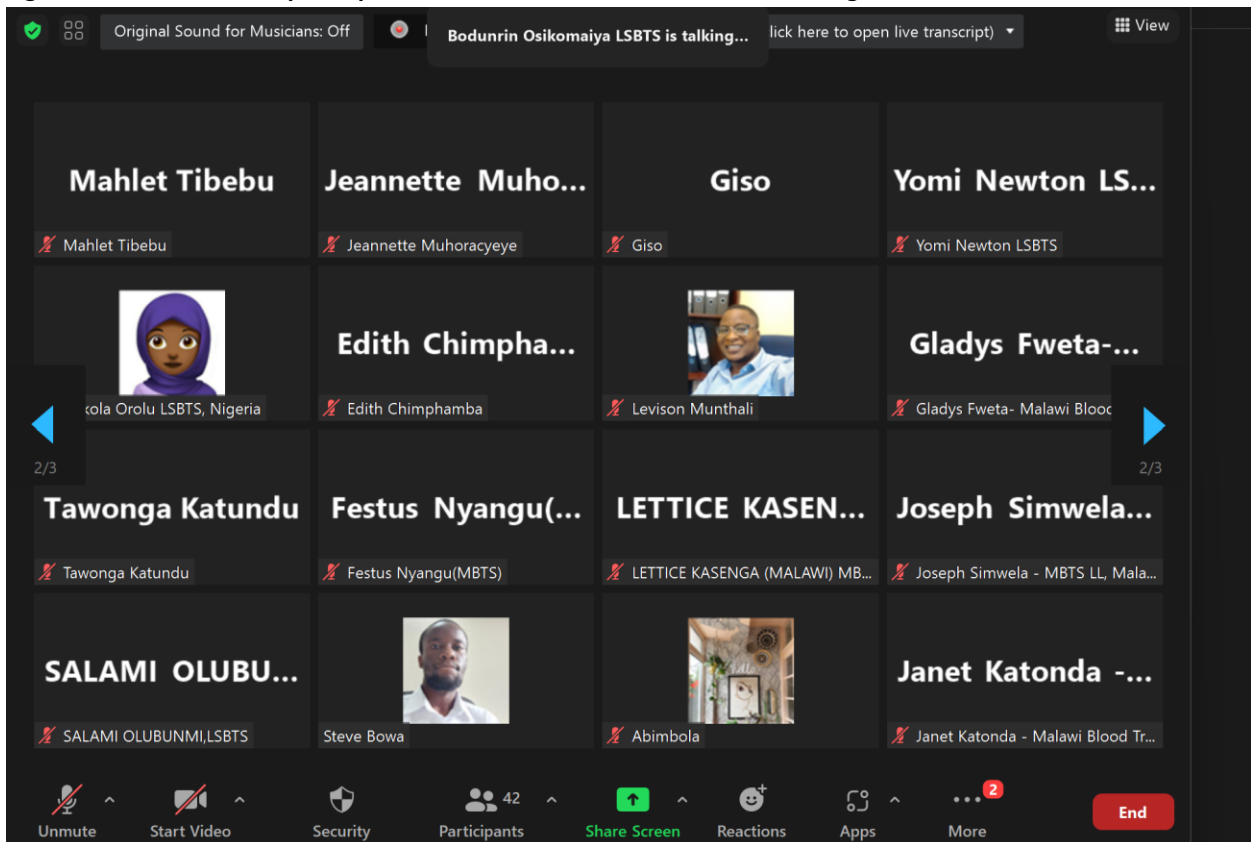 Original Sound for Musicians: Off
Bodunrin Osikomaiya LSBTS is talking...
lick here to open live transcript)
View
Mahlet Tibebu
Jeannette Muho...
Giso
Yomi Newton LS...
Mahlet Tibebu
Jeannette Muhoracyeye
Giso
Yomi Newton LSBTS
Edith Chimpha...
Gladys Fweta-...
kola Orolu LSBTS, Nigeria
Edith Chimphamba
Levison Munthali
Gladys Fweta- Malawi Blood
2/3
2/3
Tawonga Katundu
Festus Nyangu(...
LETTICE KASEN...
Joseph Simwela...
Tawonga Katundu
Festus Nyangu(MBTS)
LETTICE KASENGA (MALAWI) MB...
Joseph Simwela - MBTS LL, Mala...
SALAMI OLUBU...
Janet Katonda -...
SALAMI OLUBUNMI,LSBTS
Steve Bowa
Abimbola
Janet Katonda - Malawi Blood Tr...
42
2
Unmute
Start Video
Security
Participants
Share Screen
Reactions
Apps
More
End